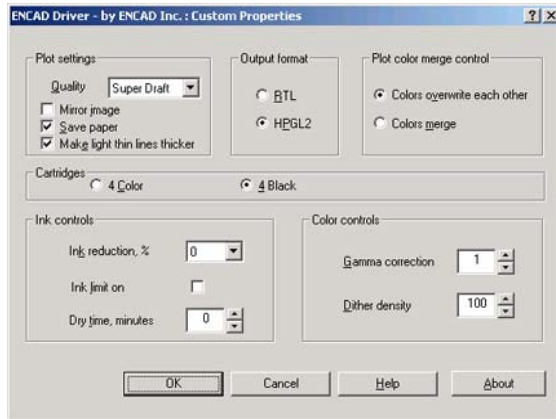 ENCAD Driver - by ENCAD Inc. : Custom Properties
Plot settings
Quality Super Draft
Mirror image
Save paper
Make light thin lines thicker
Output format
RTL
HPGL2
Plot color merge control
Colors overwrite each other
Colors merge
Cartridges
4 Color
4 Black
Ink controls
Ink reduction, % 0
Ink limit on
Dry time, minutes 0
Color controls
Gamma correction 1
Dither density 100
OK Cancel Help About